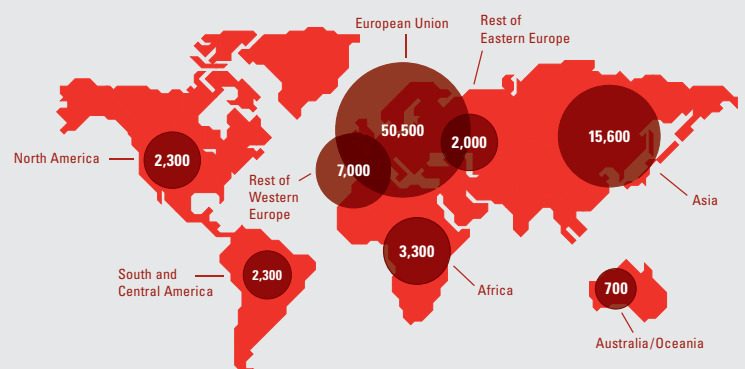 European Union
Rest of
Eastern Europe
50,500
2,000
15,600
North America
2,300
7,000
Rest of
Western
Europe
Asia
3,300
South and
Central America
2,300
Africa
700
Australia/Oceania